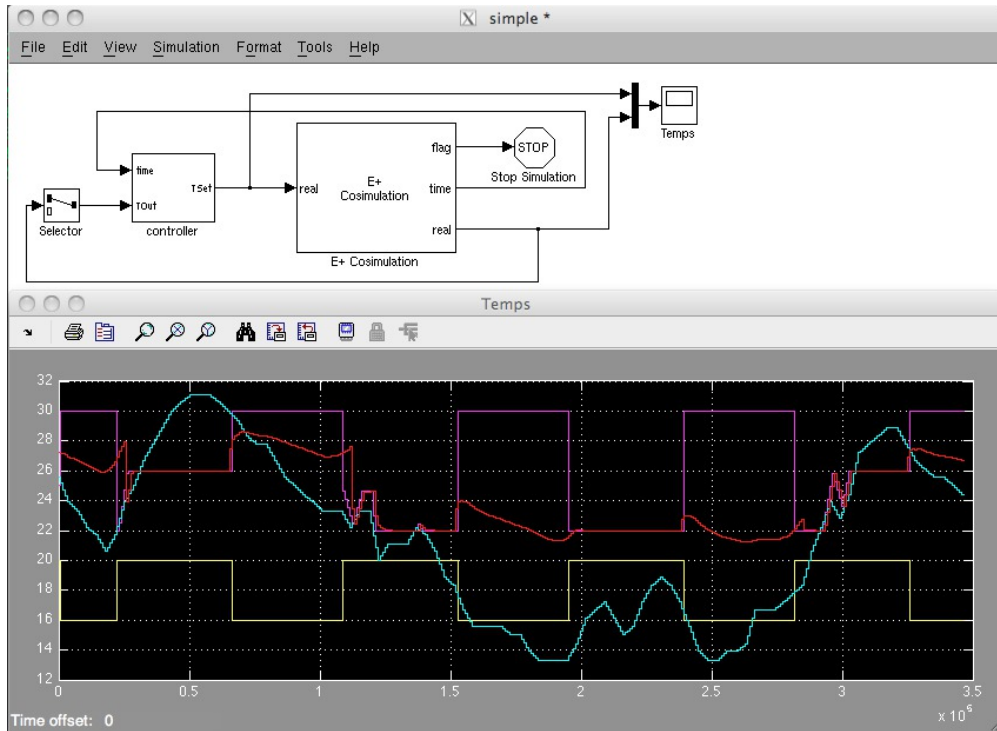 simple *
File Edit View Simulation Format Tools Help
Temps
flag
STOP
time
Stop Simulation
TSet
real
E+
Cosimulation
time
TOut
Selector
controller
real
E+ Cosimulation
Temps
32
30
28
26
24
22
20
18
16
14
12
0 0.5 1 1.5 2 2.5 3 3.5
x 10⁶
Time offset: 0